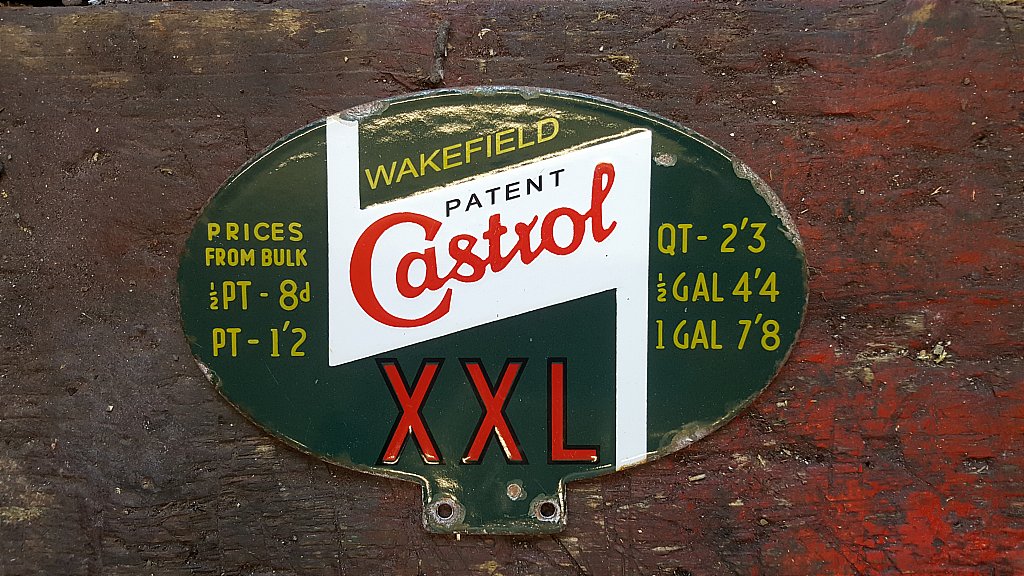 WAKEFIELD
PATENT
Castrol
XXL
PRICES
FROM BULK
½PT - 8d
PT - 1'2
QT - 2'3
½GAL 4'4
1GAL 7'8